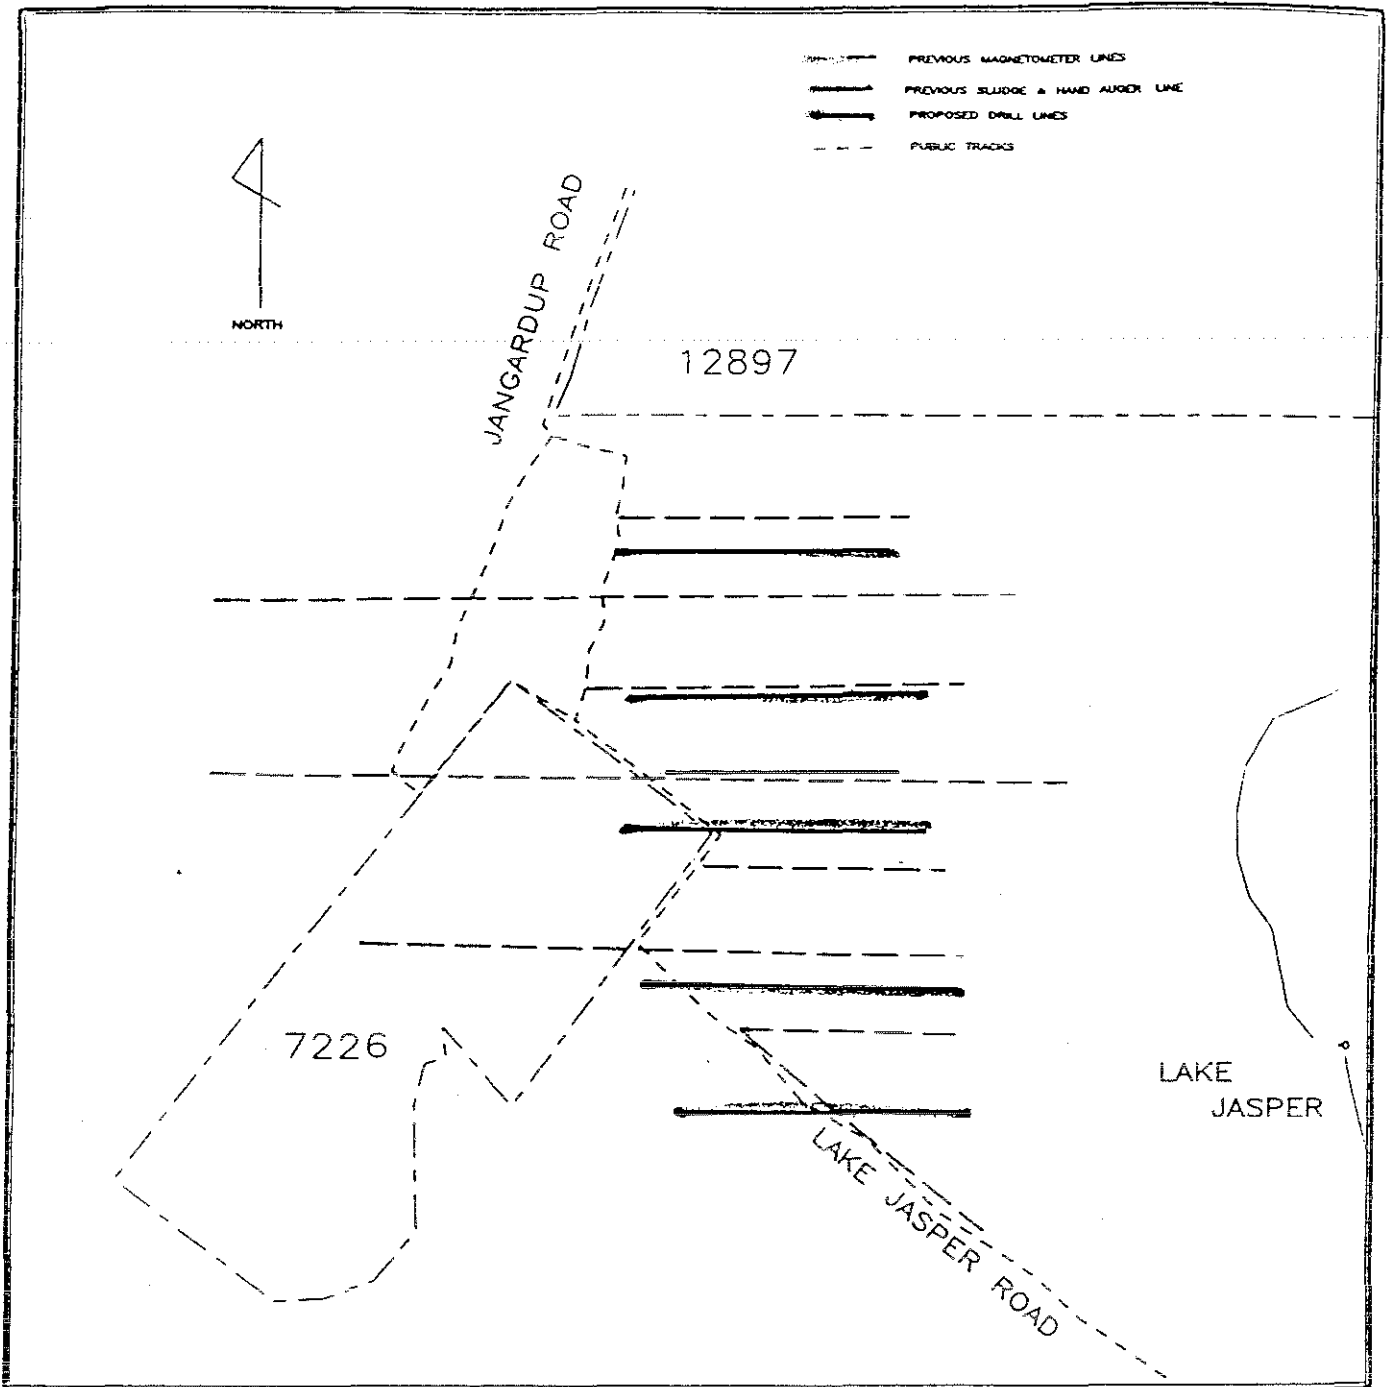 PREVIOUS MAGNETOMETER LINES
PREVIOUS SLUDGE & HAND AUGER LINE
PROPOSED DRILL LINES
PUBLIC TRACKS
NORTH
JANGARDUP ROAD
12897
7226
LAKE
JASPER
LAKE JASPER ROAD